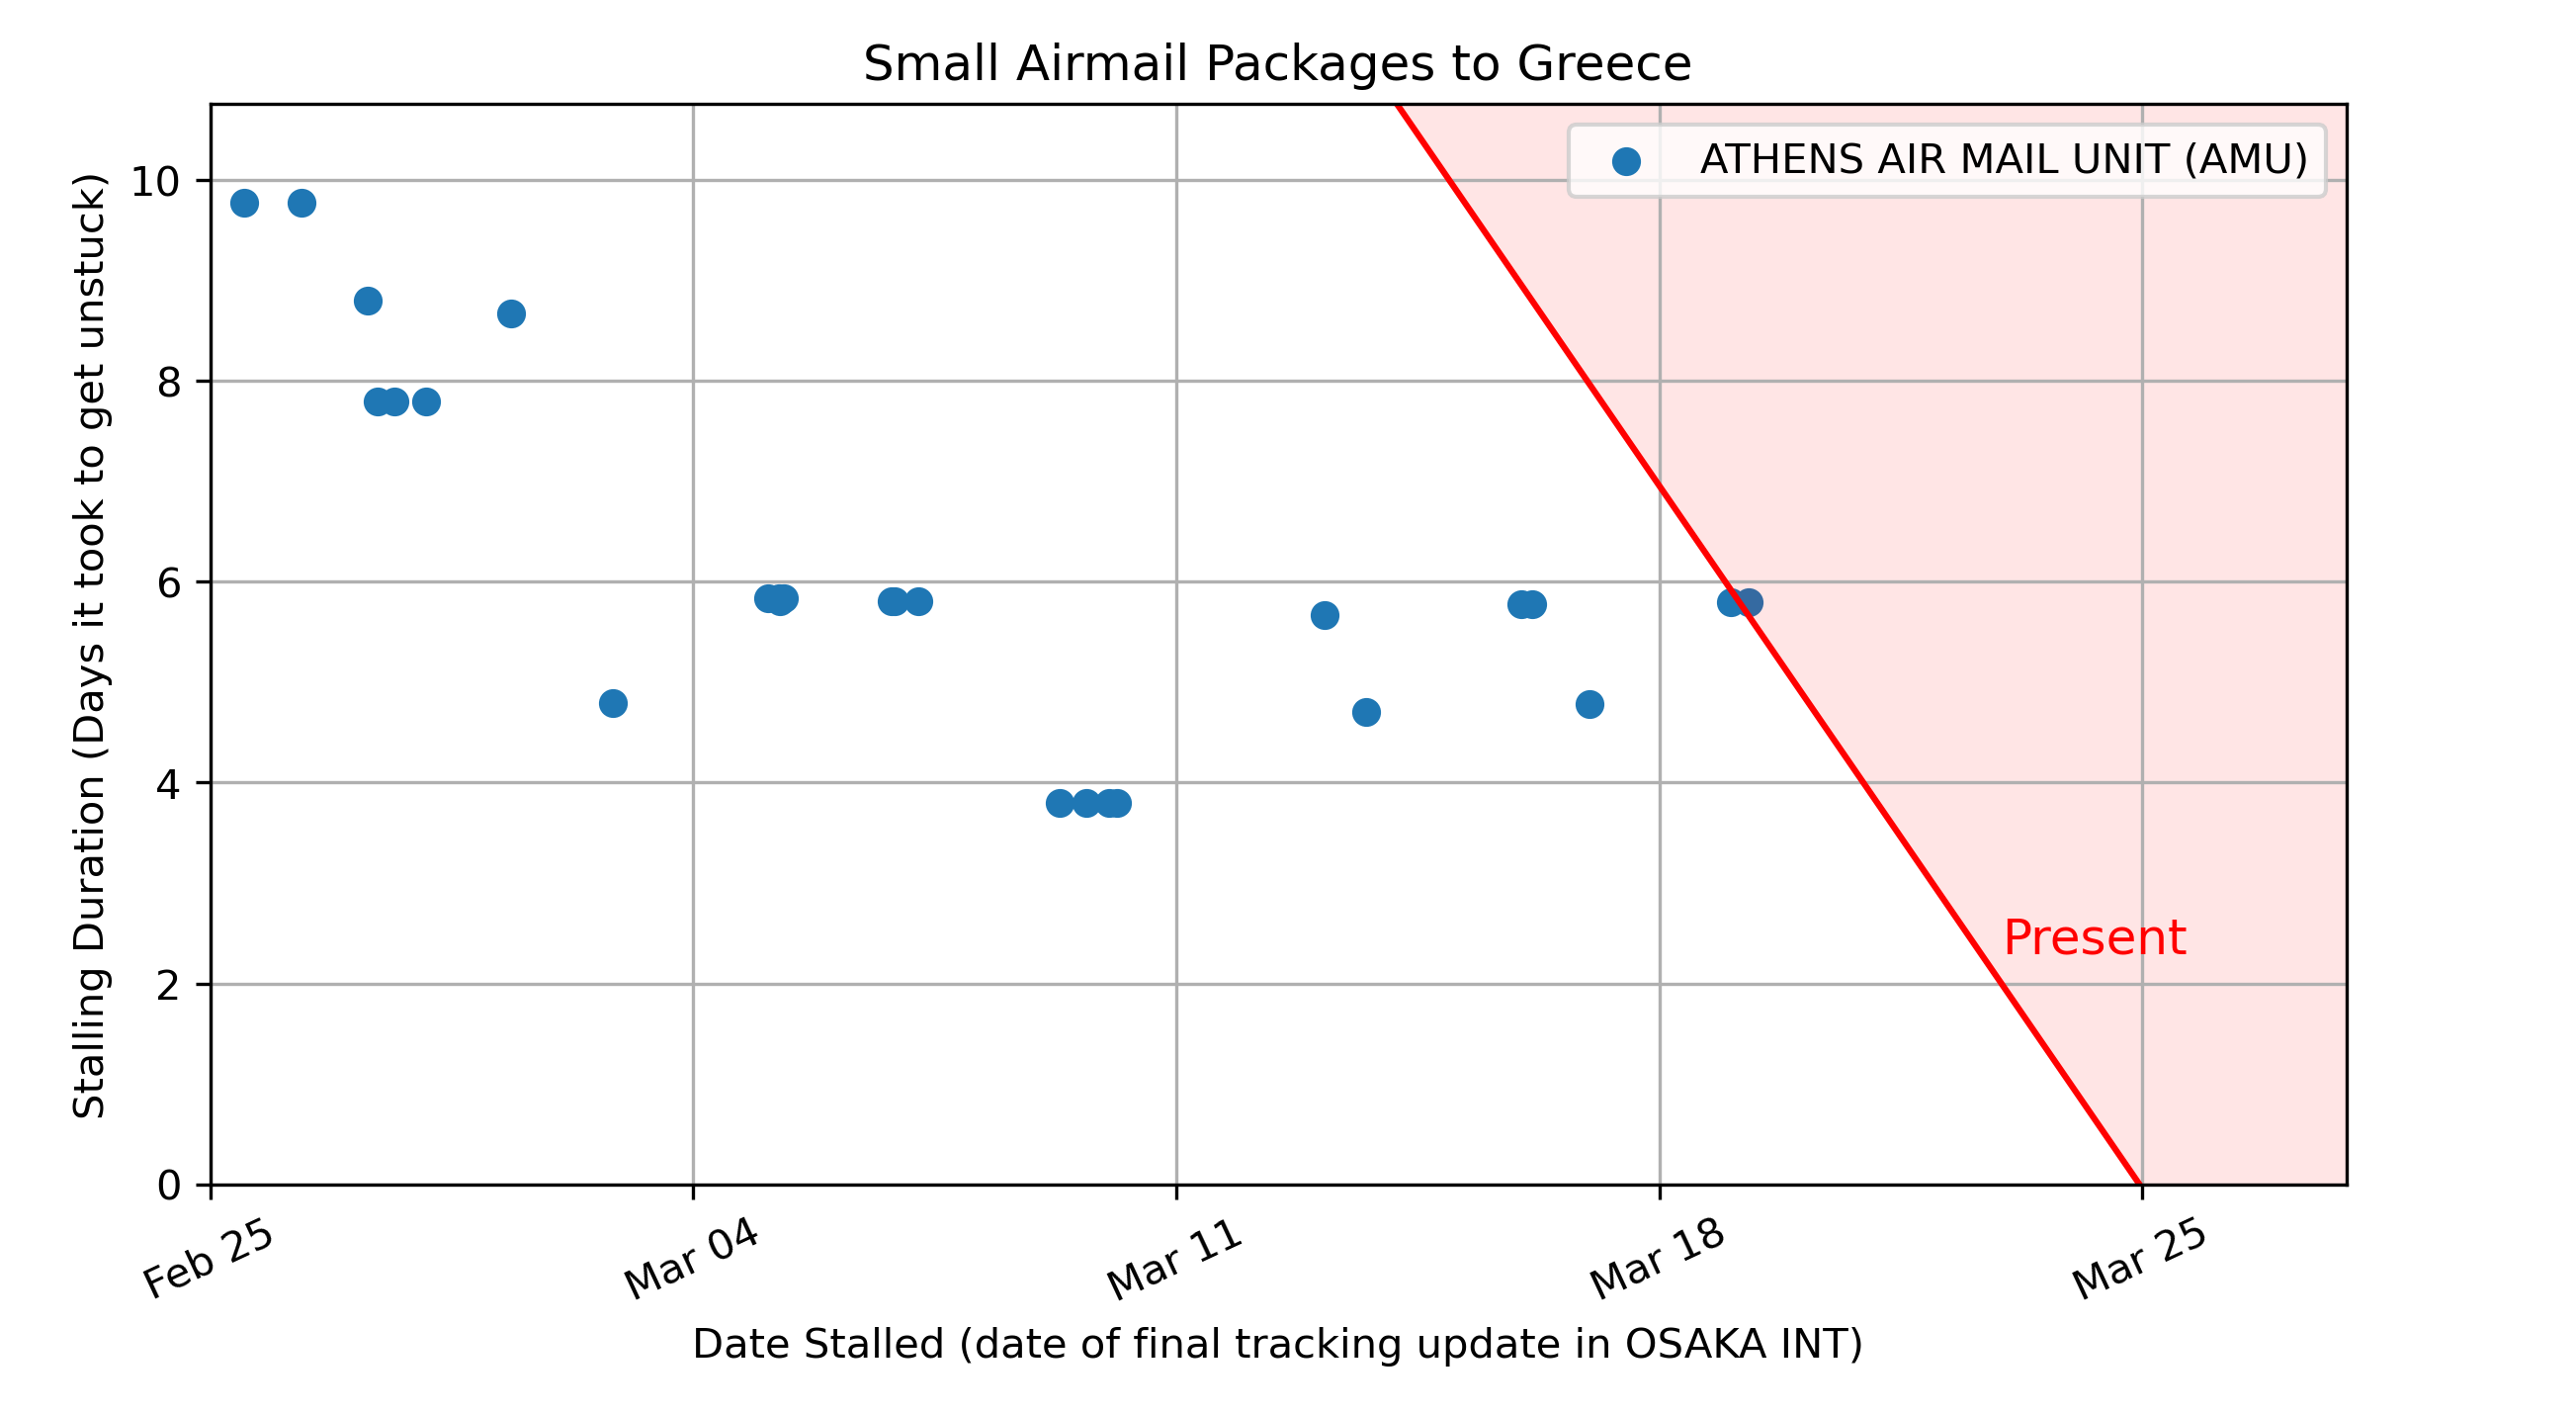 Small Airmail Packages to Greece
ATHENS AIR MAIL UNIT (AMU)
Stalling Duration (Days it took to get unstuck)
10
8
6
4
2
0
Present
Feb 25
Mar 04
Mar 11
Mar 18
Mar 25
Date Stalled (date of final tracking update in OSAKA INT)